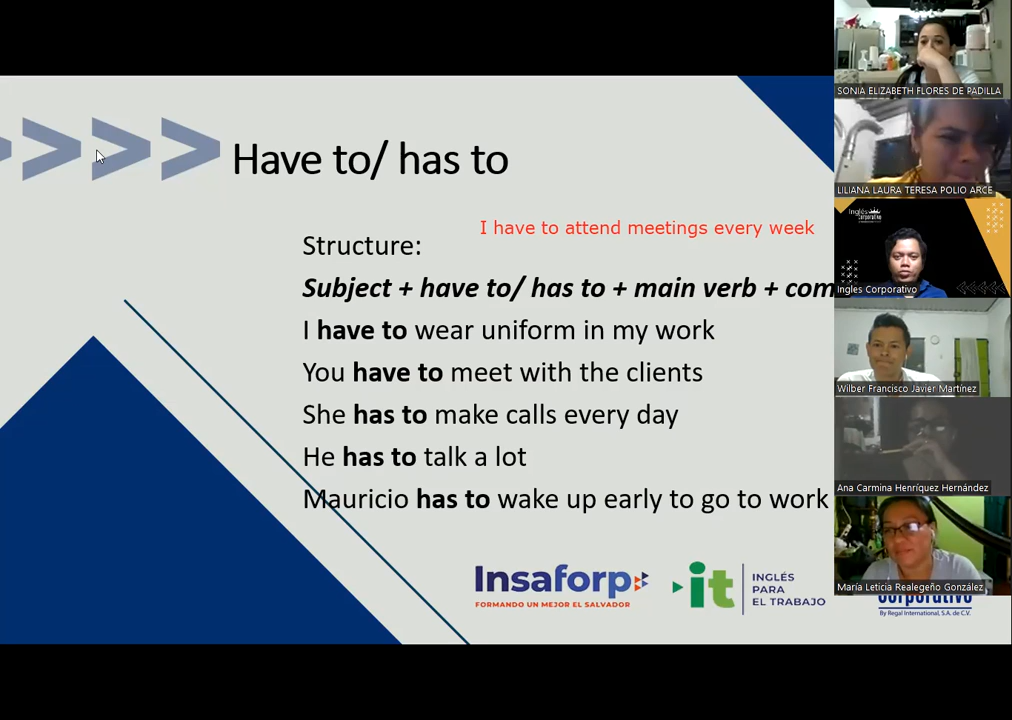 Have to/ has to
I have to attend meetings every week
Structure:
Subject + have to/ has to + main verb + com
I have to wear uniform in my work
You have to meet with the clients
She has to make calls every day
He has to talk a lot
Mauricio has to wake up early to go to work
Insaforp
FORMANDO UN MEJOR EL SALVADOR
it
INGLÉS
PARA
EL TRABAJO
Corporativo
By Regal International, S.A. de C.V.
SONIA ELIZABETH FLORES DE PADILLA
LILIANA LAURA TERESA POLIO ARCE
Inglés
Corporativo
Ingles Corporativo
Wilber Francisco Javier Martínez
Ana Carmina Henríquez Hernández
María Leticia Realegeño González